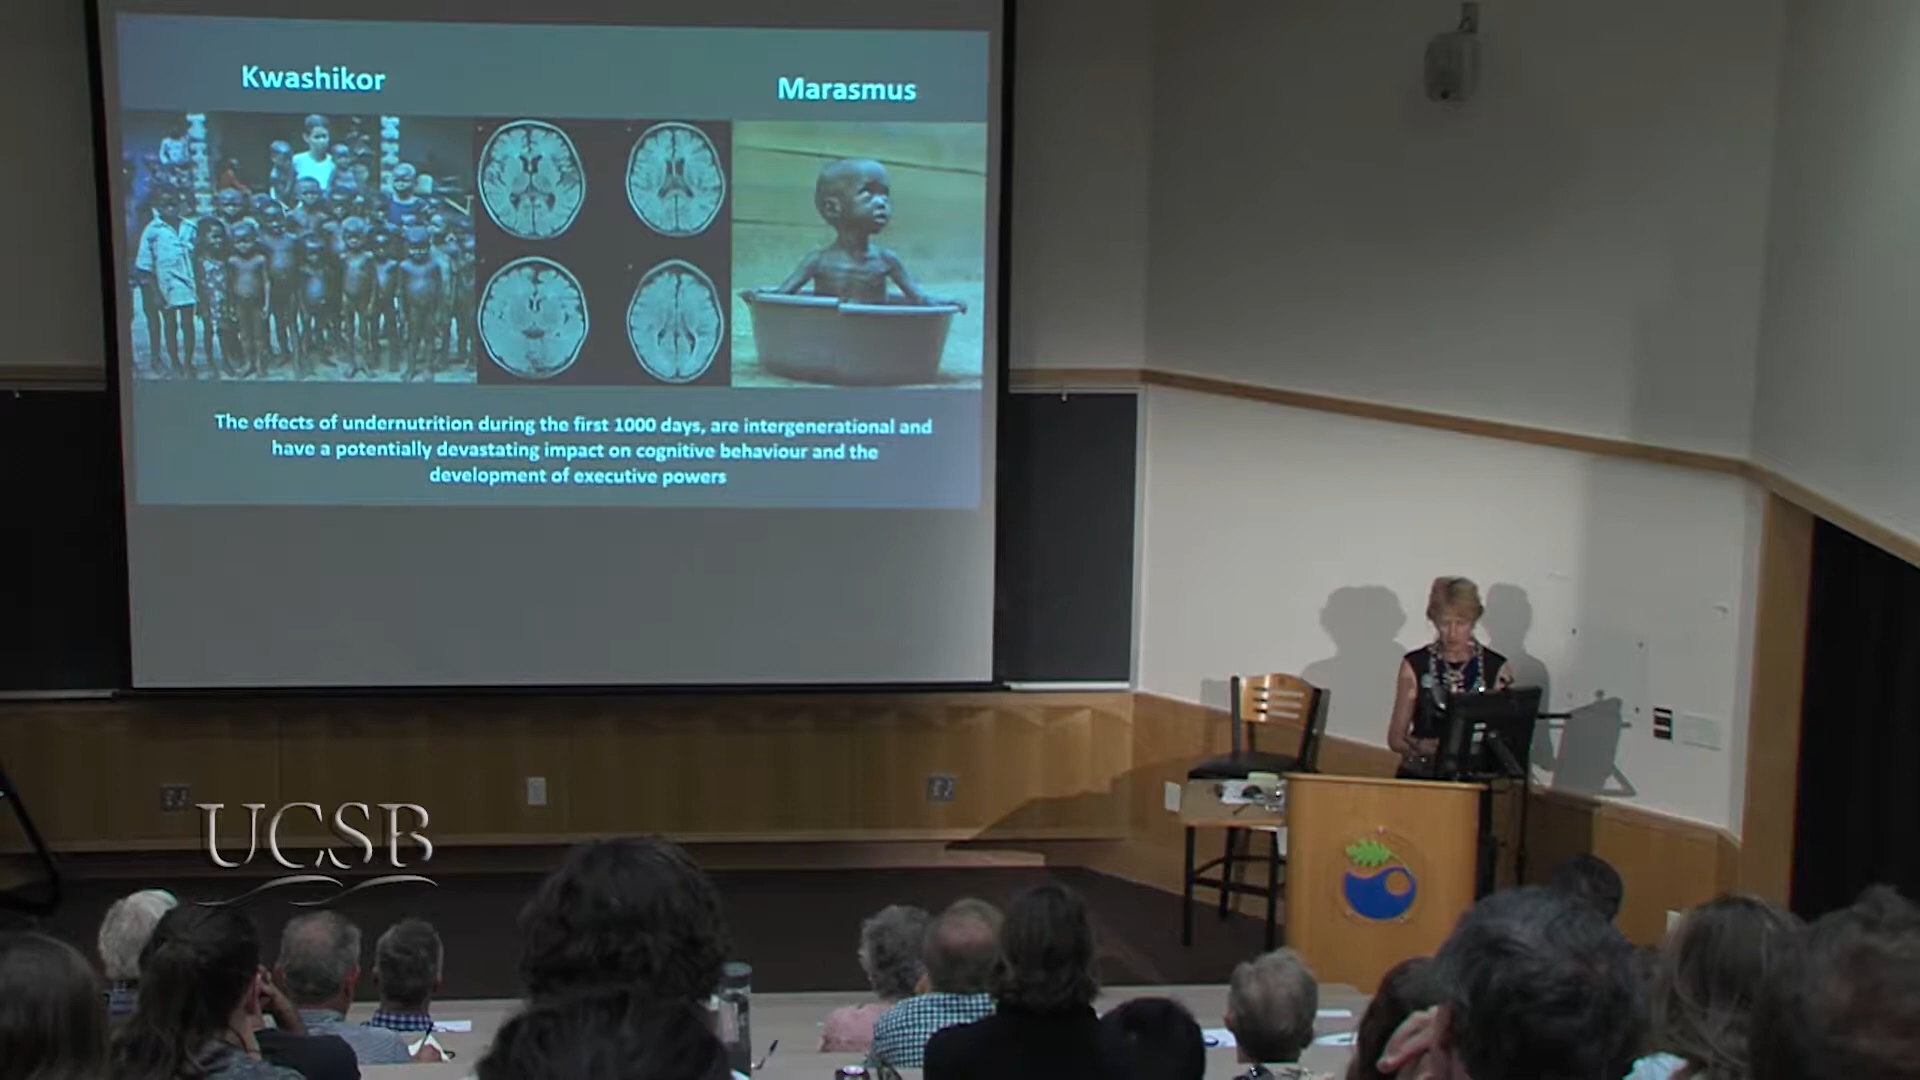 Kwashikor
Marasmus
The effects of undernutrition during the first 1000 days, are intergenerational and
have a potentially devastating impact on cognitive behaviour and the
development of executive powers
UCSB